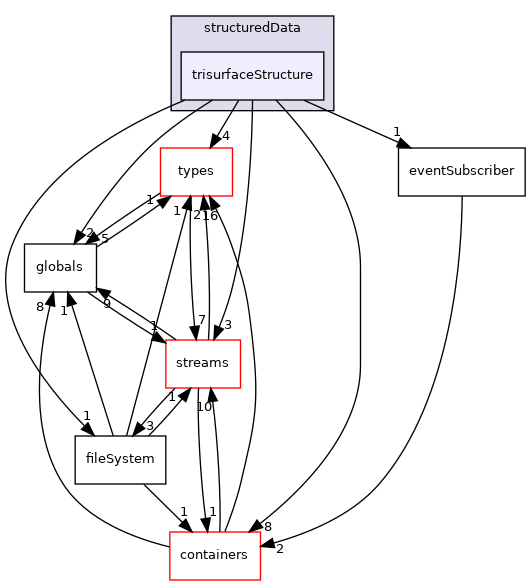 structuredData
trisurfaceStructure
1
4
eventSubscriber
types
1
1
2
16
2
5
globals
8
1
9
1
7
3
streams
1
10
1
3
fileSystem
1
1
8
2
containers